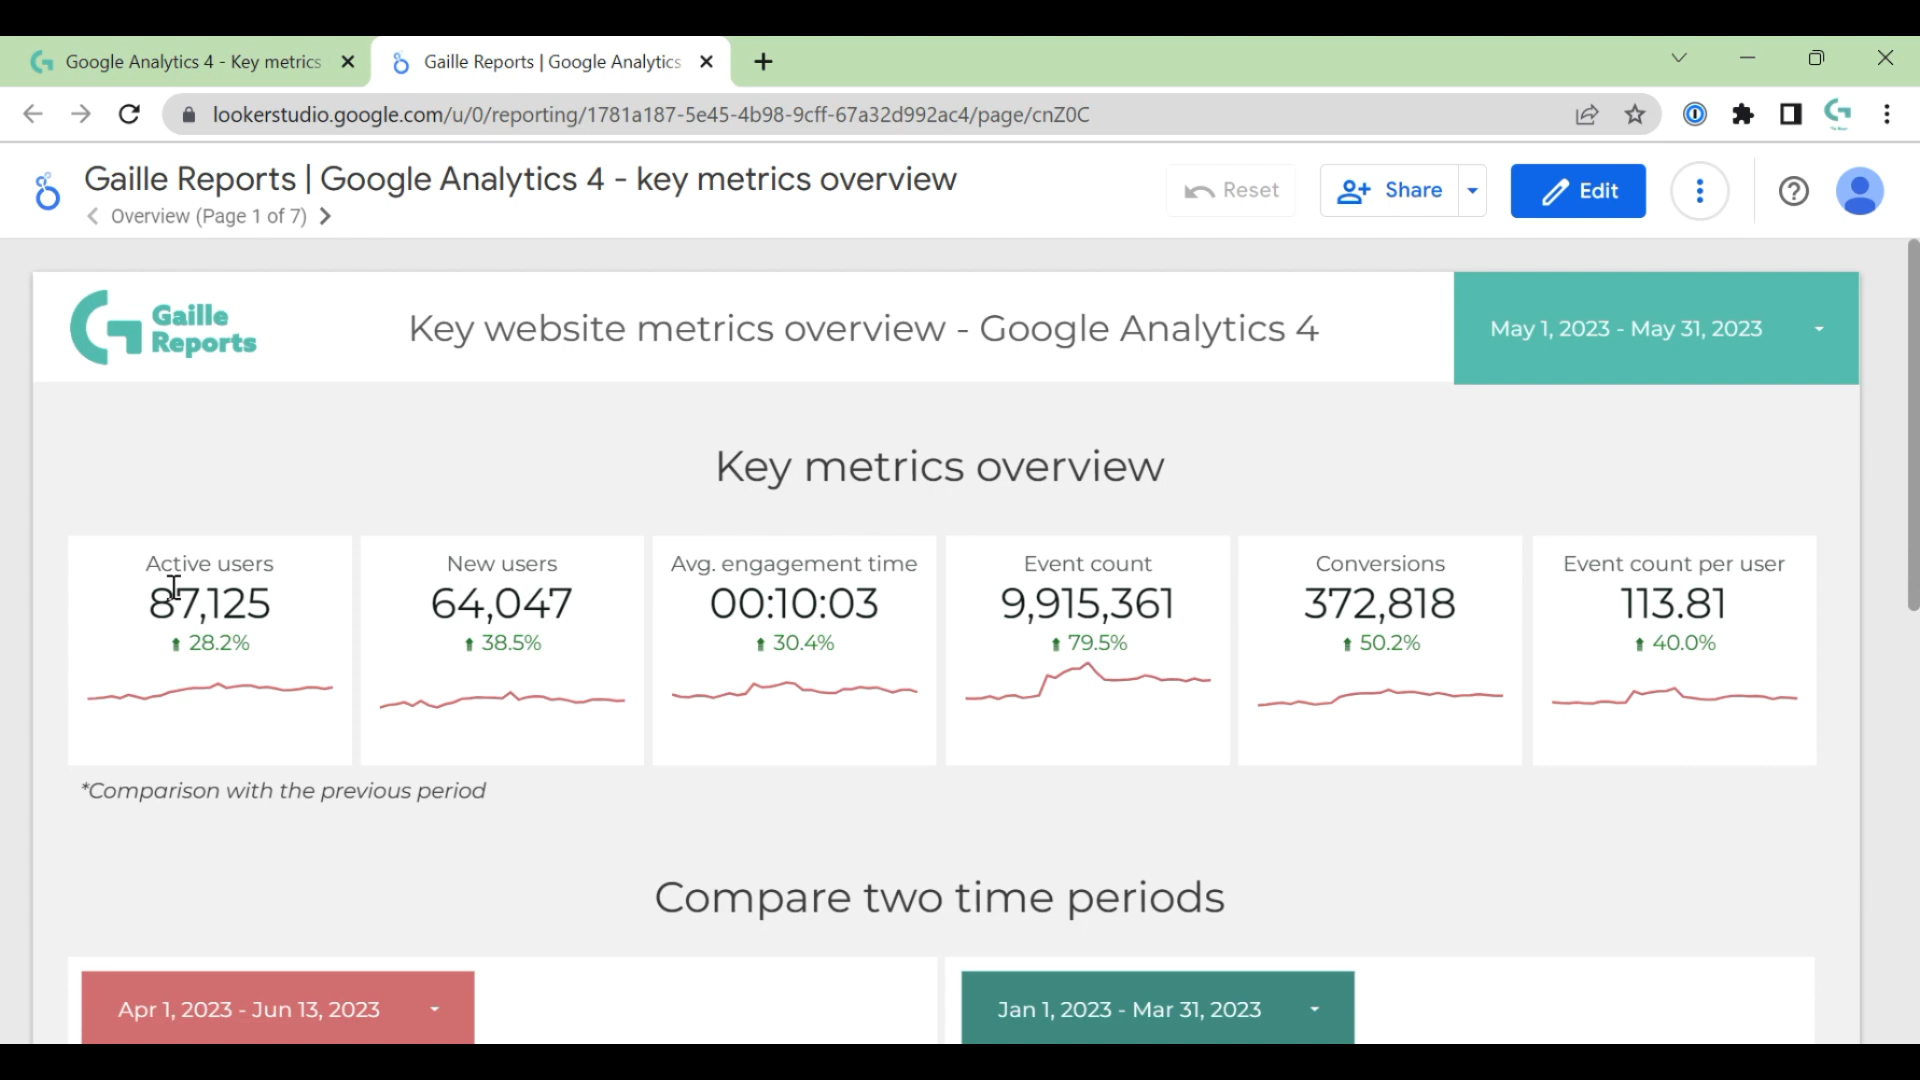 Google Analytics 4 - Key metrics
Gaille Reports | Google Analytics
lookerstudio.google.com/u/0/reporting/1781a187-5e45-4b98-9cff-67a32d992ac4/page/cnZ0C
Gaille Reports | Google Analytics 4 - key metrics overview
Overview (Page 1 of 7)
Reset
Share
Edit
Gaille
Reports
Key website metrics overview - Google Analytics 4
May 1, 2023 - May 31, 2023
Key metrics overview
Active users
87,125
28.2%
New users
64,047
38.5%
Avg. engagement time
00:10:03
30.4%
Event count
9,915,361
79.5%
Conversions
372,818
50.2%
Event count per user
113.81
40.0%
*Comparison with the previous period
Compare two time periods
Apr 1, 2023 - Jun 13, 2023
Jan 1, 2023 - Mar 31, 2023